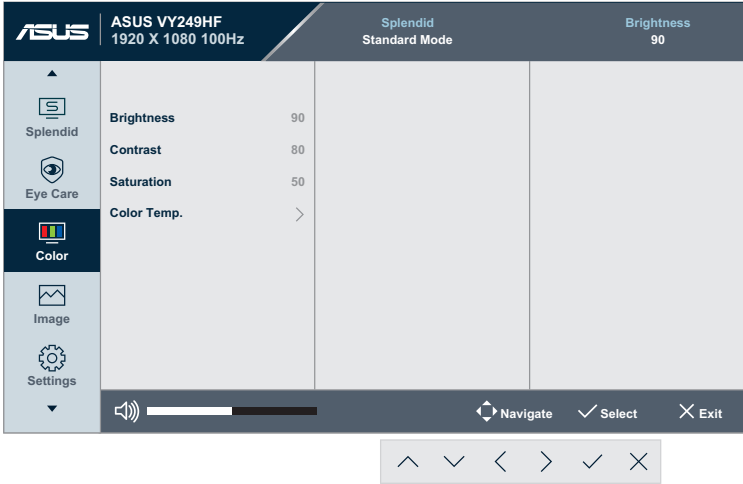 ASUS
ASUS VY249HF
1920 X 1080 100Hz
Splendid
Standard Mode
Brightness
90
Splendid
Eye Care
Color
Image
Settings
Brightness 90
Contrast 80
Saturation 50
Color Temp.
Navigate
Select
Exit